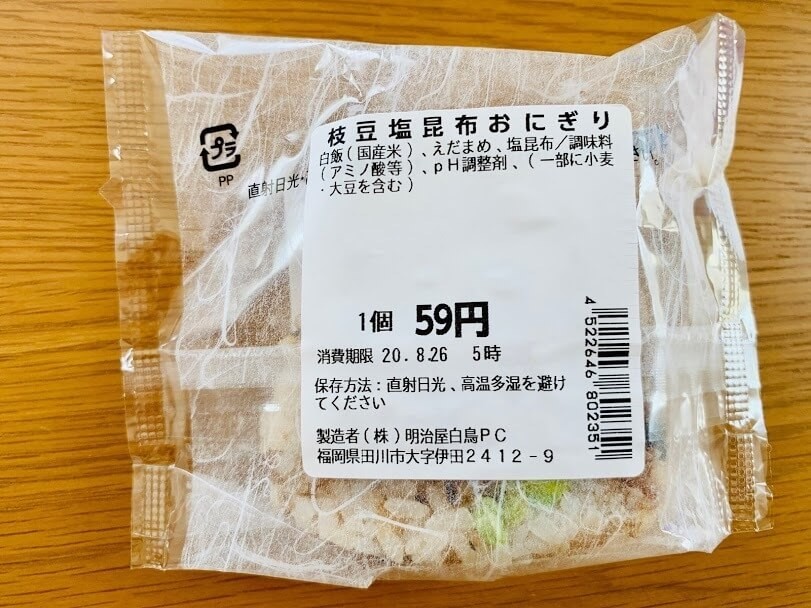 枝豆塩昆布おにぎり
白飯(国産米)、えだまめ、塩昆布/調味料
(アミノ酸等)、pH調整剤、(一部に小麦
・大豆を含む)
プラ
PP
直射日光・
さい。
1個 59円
消費期限 20.8.26 5時
保存方法:直射日光、高温多湿を避け
てください
製造者(株)明治屋白鳥PC
福岡県田川市大字伊田2412-9
4 522646 802351